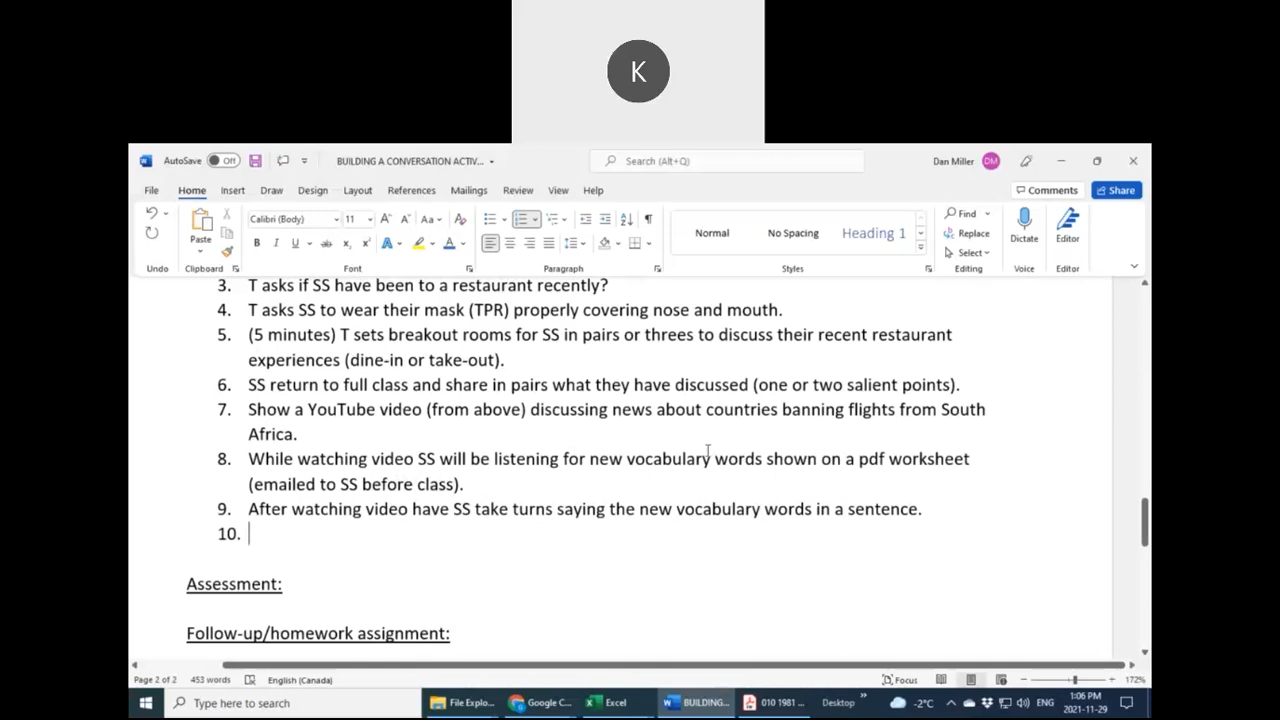 K
AutoSave Off BUILDING A CONVERSATION ACTIV... Search (Alt+Q) Dan Miller DM
File Home Insert Draw Design Layout References Mailings Review View Help Comments Share
Calibri (Body) 11 A A Aa A Find
Paste Normal No Spacing Heading 1 Replace Dictate Editor
B I U ab x₂ x² A A Select
Undo Clipboard Font Paragraph Styles Editing Voice Editor
3. T asks if SS have been to a restaurant recently?
4. T asks SS to wear their mask (TPR) properly covering nose and mouth.
5. (5 minutes) T sets breakout rooms for SS in pairs or threes to discuss their recent restaurant
experiences (dine-in or take-out).
6. SS return to full class and share in pairs what they have discussed (one or two salient points).
7. Show a YouTube video (from above) discussing news about countries banning flights from South
Africa.
8. While watching video SS will be listening for new vocabulary words shown on a pdf worksheet
(emailed to SS before class).
9. After watching video have SS take turns saying the new vocabulary words in a sentence.
10.
Assessment:
Follow-up/homework assignment:
Page 2 of 2 453 words English (Canada) Focus 172%
Type here to search File Explo... Google C... Excel BUILDING... 010 1981 ... Desktop -2°C ENG 1:06 PM
2021-11-29